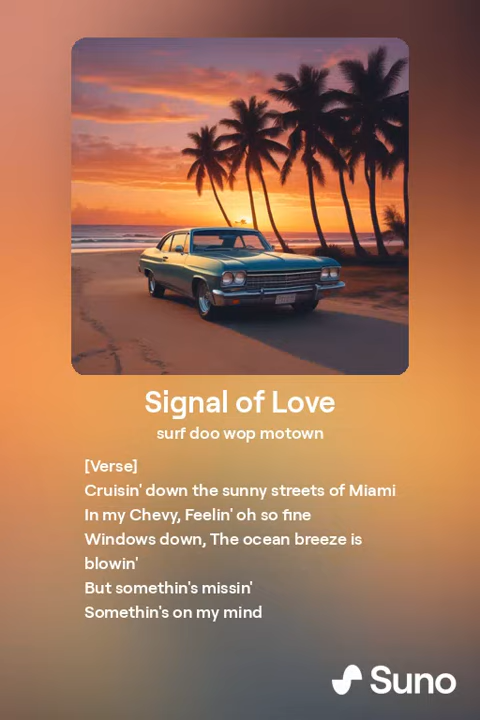 Signal of Love
surf doo wop motown
[Verse]
Cruisin' down the sunny streets of Miami
In my Chevy, Feelin' oh so fine
Windows down, The ocean breeze is
blowin'
But somethin's missin'
Somethin's on my mind
Suno